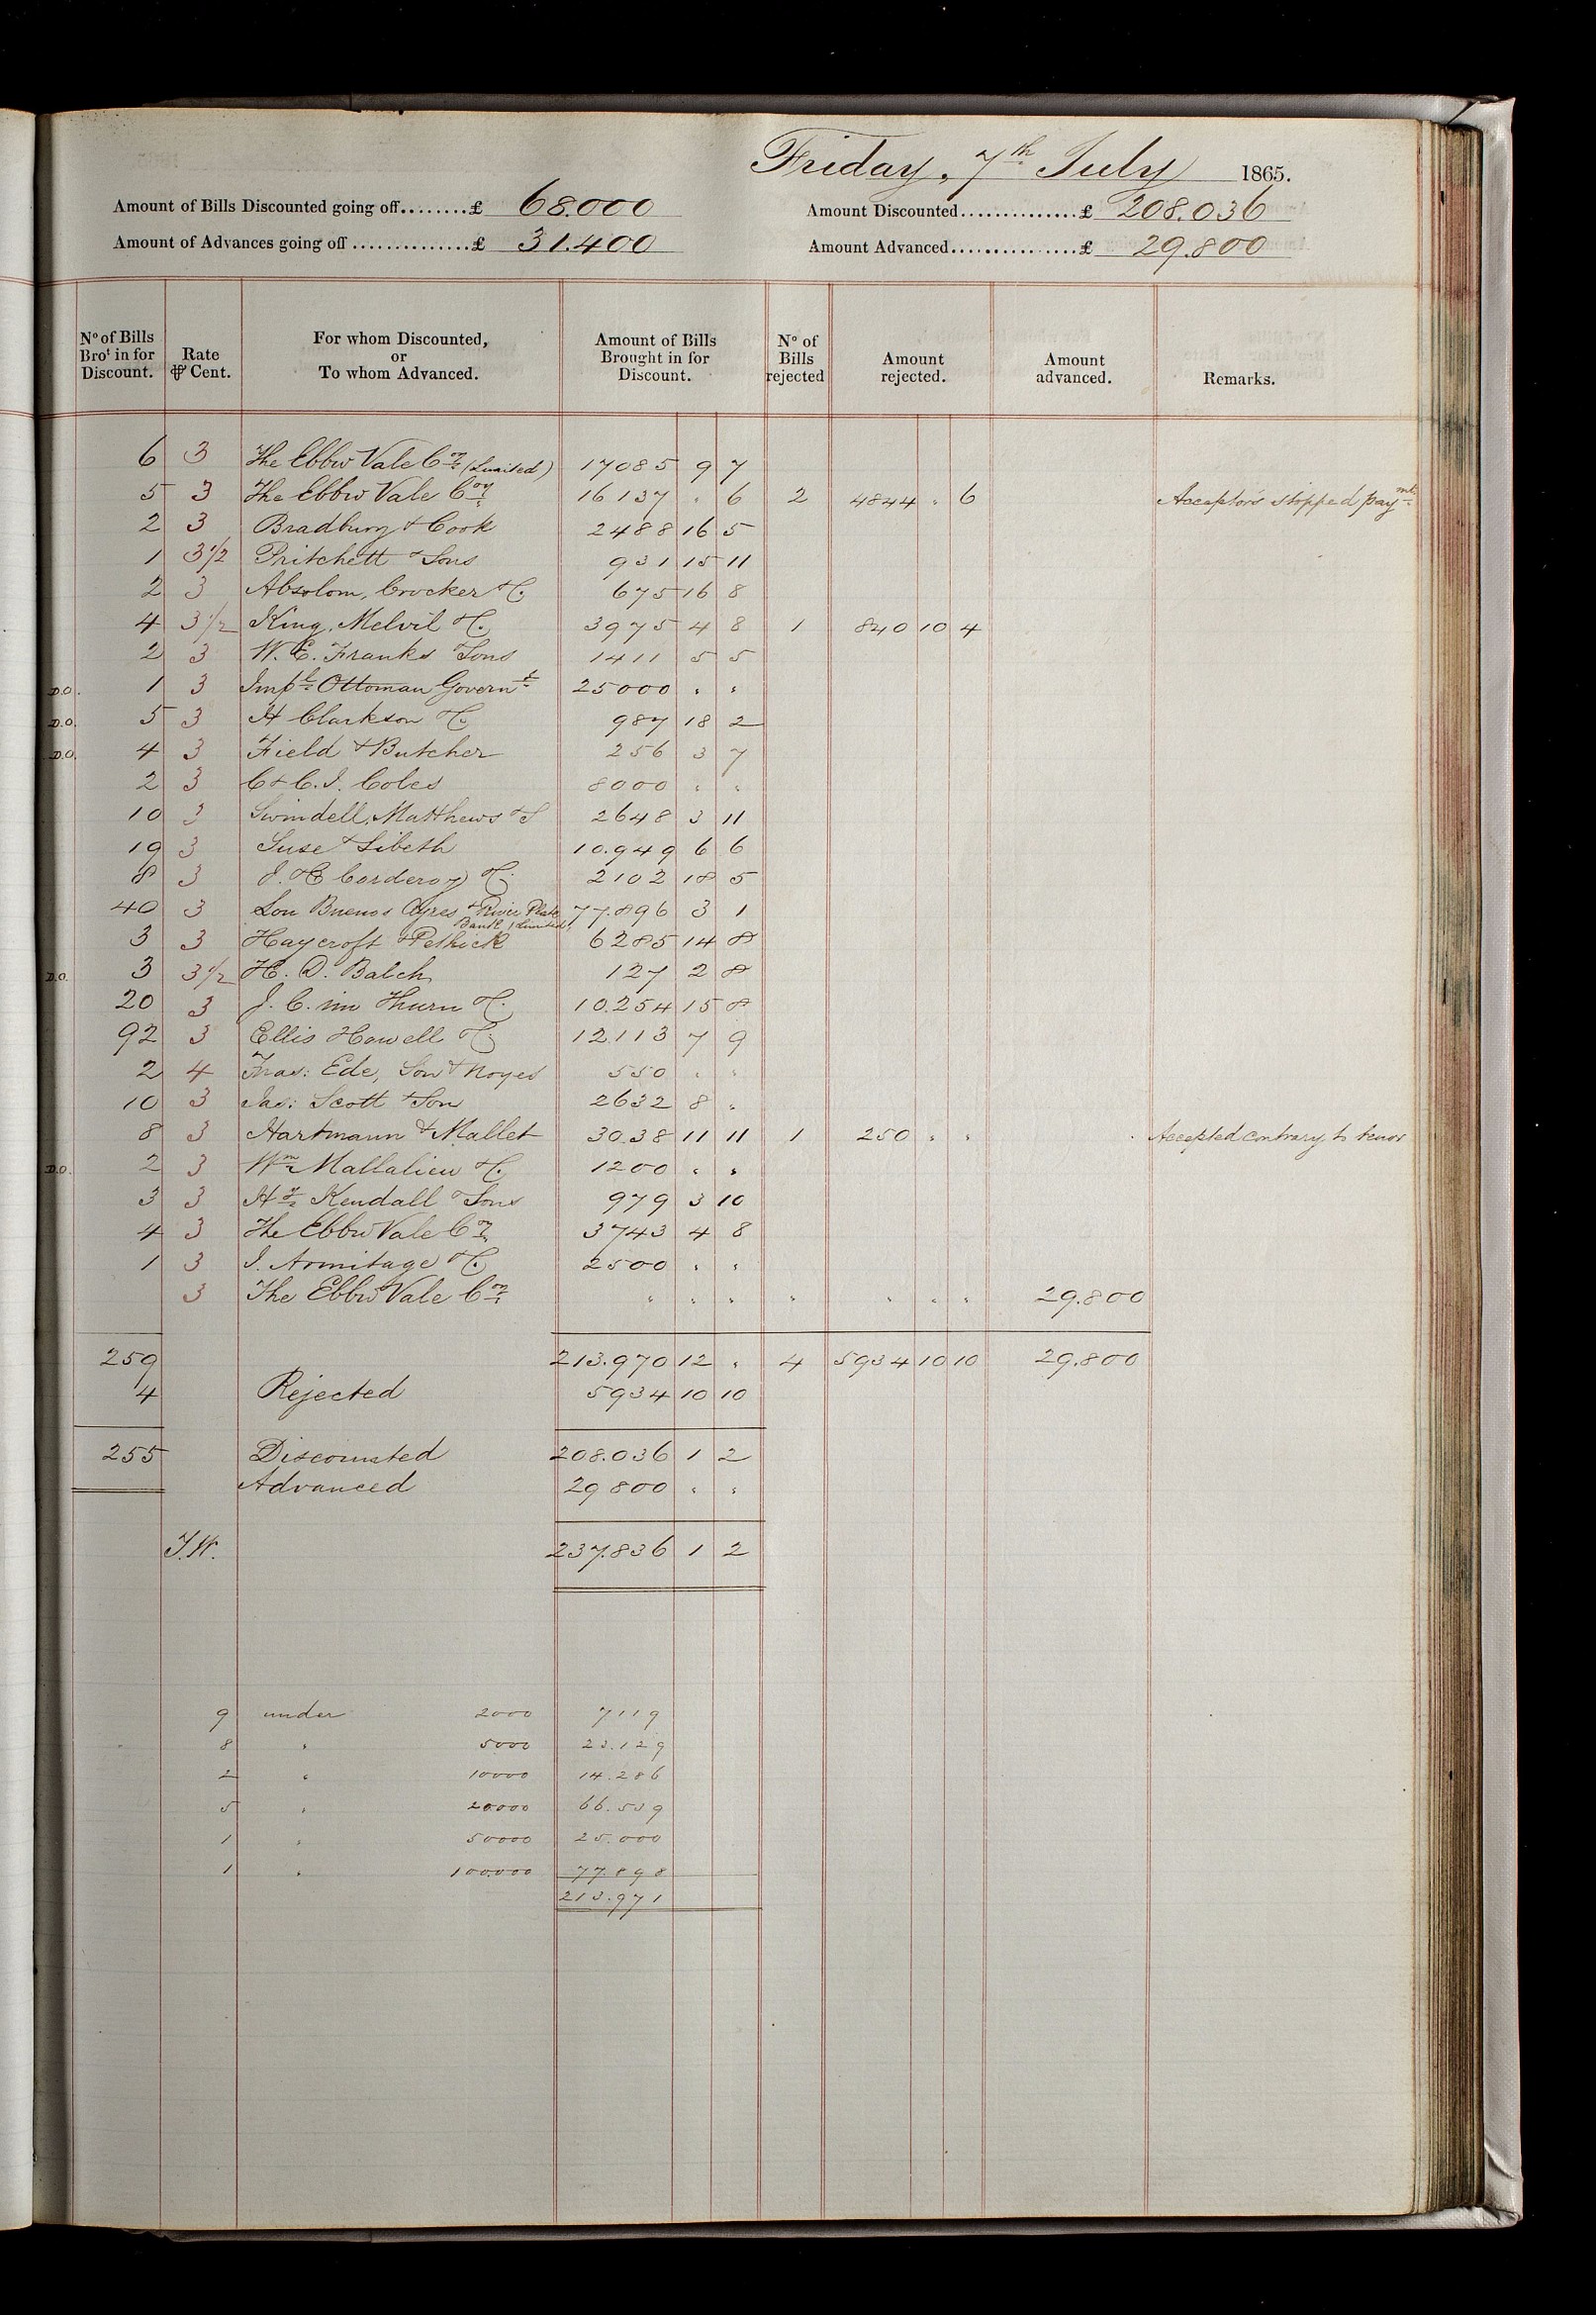 Friday, 7th July 1865.
Amount of Bills Discounted going off........£ 68.000 Amount Discounted..............£ 208.036
Amount of Advances going off...............£ 31.400 Amount Advanced...............£ 29.800
No of Bills Brot in for Discount. Rate ⅌ Cent. For whom Discounted, or To whom Advanced. Amount of Bills Brought in for Discount. No of Bills rejected Amount rejected. Amount advanced. Remarks.
6 3 The Ebbw Vale Coy (Limited) 17085 9 7
5 3 The Ebbw Vale Coy 16137 " 6 2 4844 " 6 Acceptors stopped paymt
2 3 Bradbury & Cook 2488 16 5
1 3 1/2 Pritchett & Sons 931 15 11
2 3 Absolom, Crocker & C. 675 16 8
4 3 1/2 King, Melvil & C. 3975 4 8 1 840 10 4
2 3 W. E. Franks & Sons 1411 5 5
D.O. 1 3 Impl Ottoman Governt 25000 " "
D.O. 5 3 H Clarkson & C. 987 18 2
D.O. 4 3 Field & Butcher 256 3 7
2 3 C & C. J. Coles 8000 " "
10 3 Swindell, Matthews & S 2648 3 11
19 3 Suse & Sibeth 10.949 6 6
8 3 J. & C Corderoy & C. 2102 18 5
40 3 Lon Buenos Ayres & River Plate Bank (Limited) 77.896 3 1
3 3 Haycroft & Pethick 6285 14 8
D.O. 3 3 1/2 H. D. Balch 127 2 8
20 3 J. C. im Thurn & C. 10.254 15 8
92 3 Ellis Howell & C. 12.113 7 9
2 4 Fras: Ede, Son & Noyes 550 " "
10 3 Jas: Scott & Son 2632 8 "
8 3 Hartmann & Mallet 30.38 11 11 1 250 " " Accepted contrary to tenor
D.O. 2 3 Wm Mallalieu & C. 1200 " "
3 3 Hy Kendall & Sons 979 3 10
4 3 The Ebbw Vale Coy 3743 4 8
1 3 J. Armitage & C. 2500 " "
3 The Ebbw Vale Coy " " " " " " " 29.800
259 213.970 12 " 4 5934 10 10 29.800
4 Rejected 5934 10 10
255 Discounted 208.036 1 2
Advanced 29800 " "
237.836 1 2
9 under 2000 7119
8 " 5000 23.129
2 " 10000 14.286
5 " 20000 66.539
1 " 50000 25.000
1 " 100.000 77.898
213.971